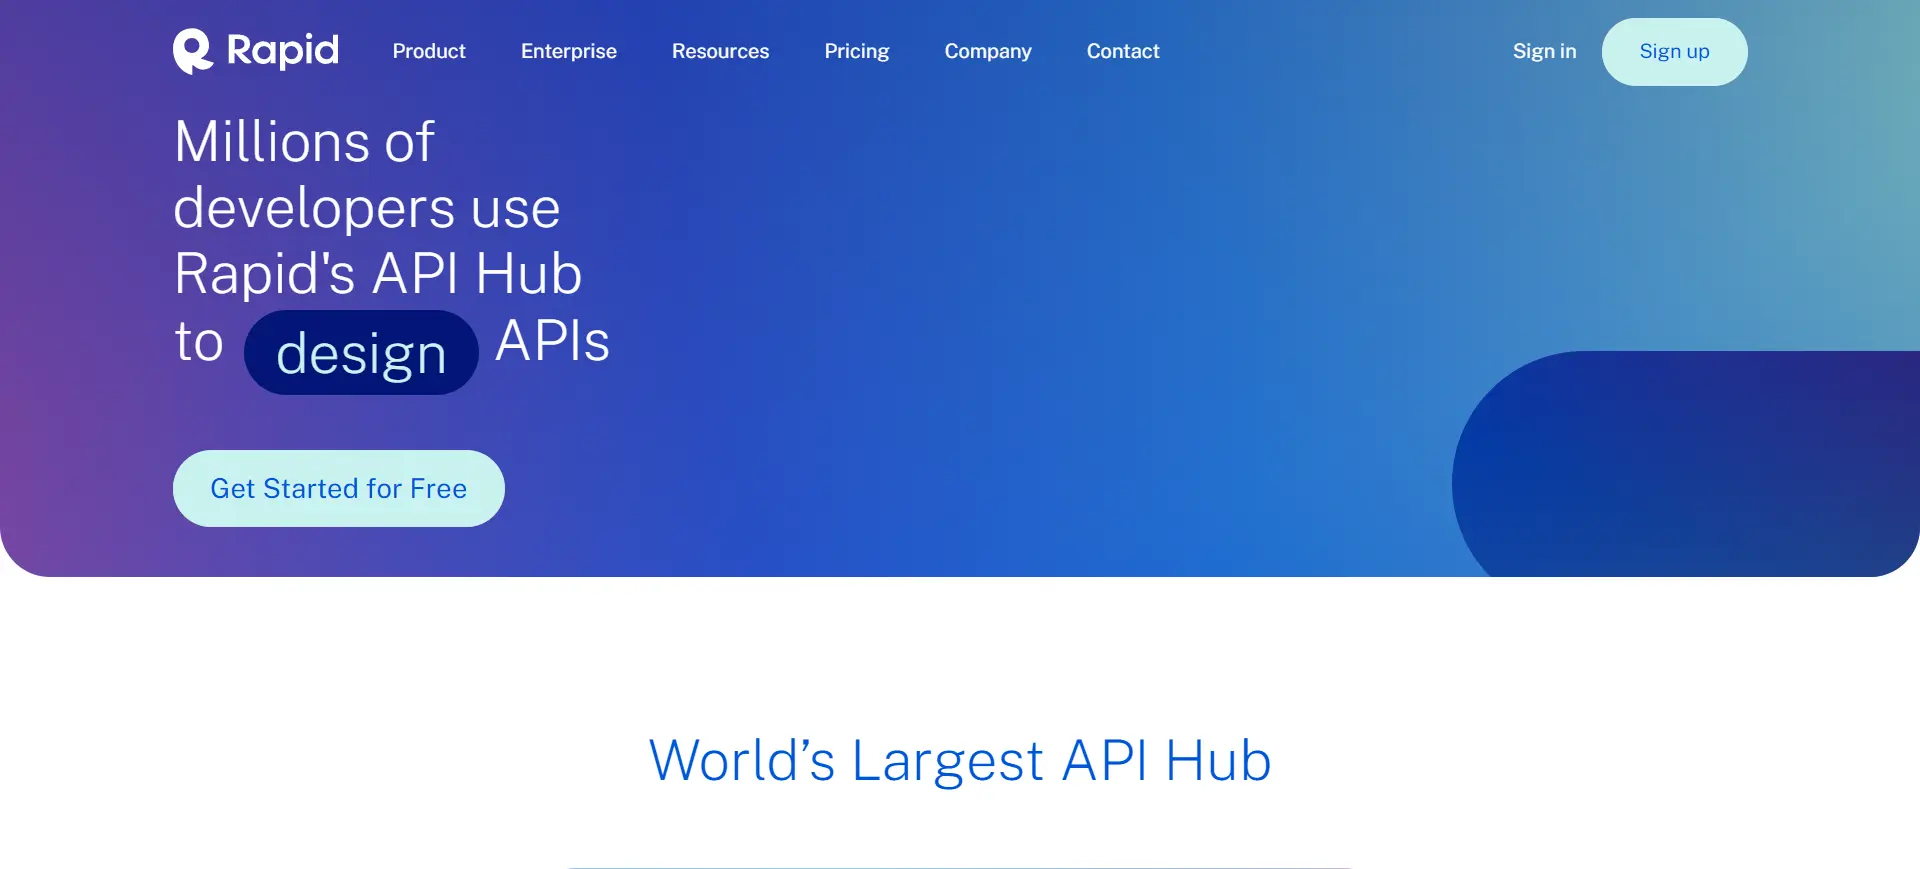 Rapid
Product
Enterprise
Resources
Pricing
Company
Contact
Sign in
Sign up
Millions of
developers use
Rapid's API Hub
to design APIs
Get Started for Free
World’s Largest API Hub